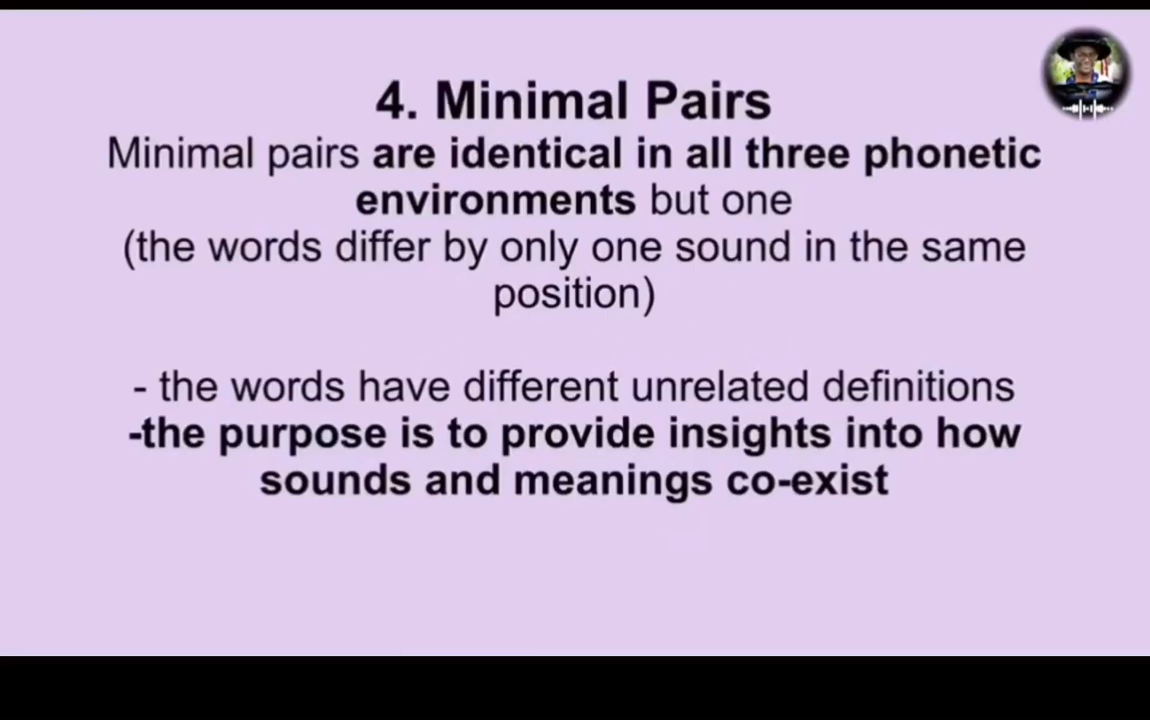 4. Minimal Pairs
Minimal pairs are identical in all three phonetic
environments but one
(the words differ by only one sound in the same
position)
- the words have different unrelated definitions
-the purpose is to provide insights into how
sounds and meanings co-exist